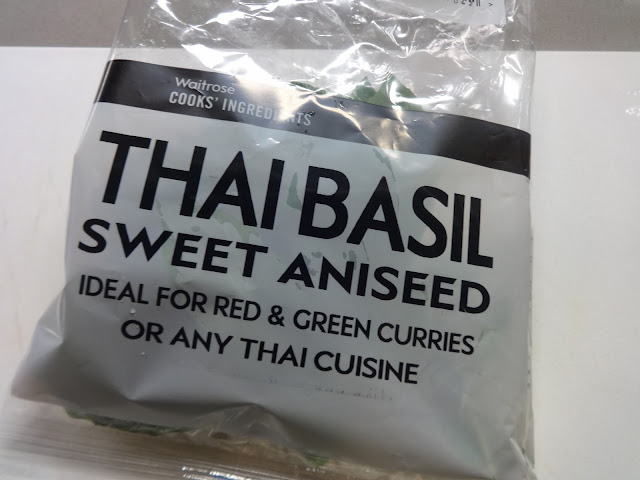 Waitrose
COOKS' INGREDIENTS
THAI BASIL
SWEET ANISEED
IDEAL FOR RED & GREEN CURRIES
OR ANY THAI CUISINE